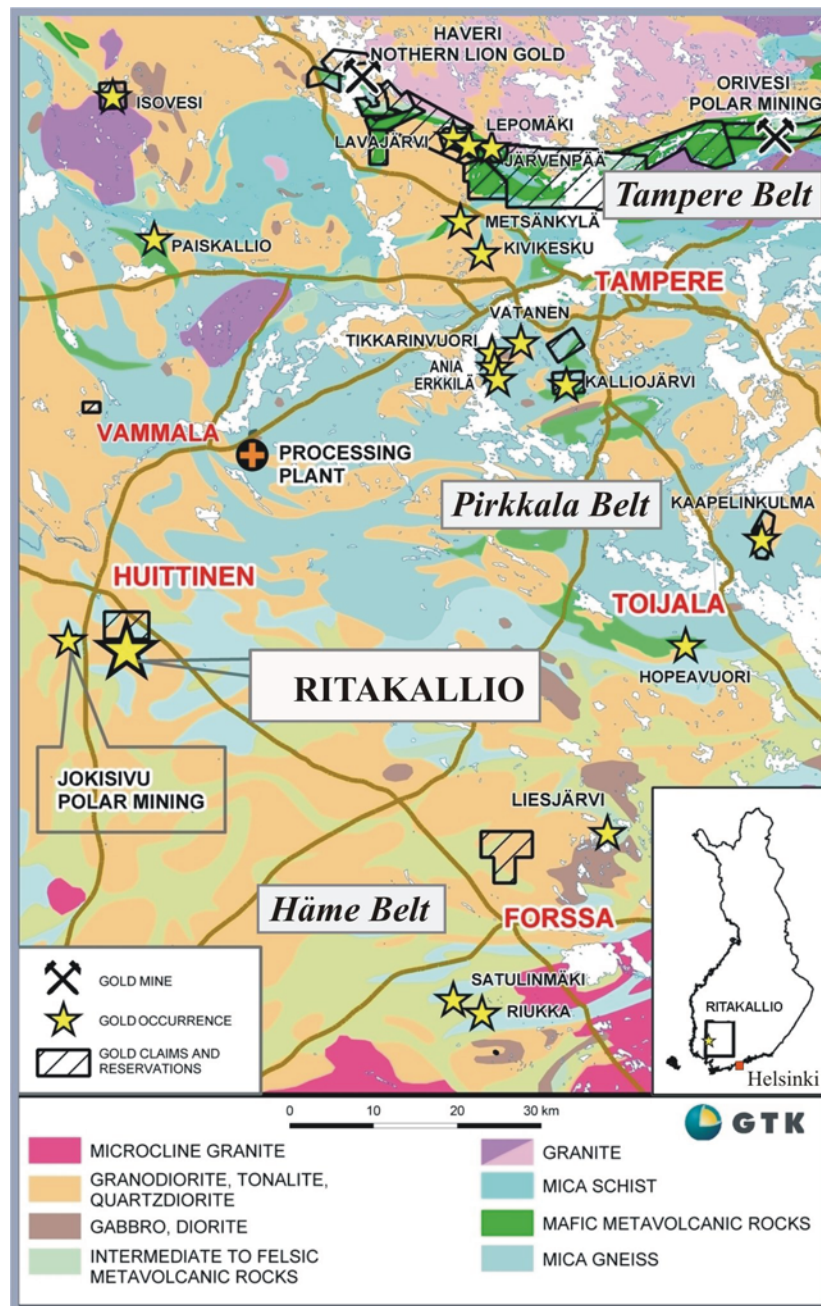 HAVERI
NOTHERN LION GOLD
ORIVESI
POLAR MINING
ISOVESI
LEPOMÄKI
LAVAJÄRVI
JÄRVENPÄÄ
Tampere Belt
METSÄNKYLÄ
PAISKALLIO
KIVIKESKU
TAMPERE
VATANEN
TIKKARINVUORI
ANIA
ERKKILÄ
KALLIOJÄRVI
VAMMALA
PROCESSING
PLANT
Pirkkala Belt
KAAPELINKULMA
HUITTINEN
TOIJALA
RITAKALLIO
HOPEAVUORI
JOKISIVU
POLAR MINING
LIESJÄRVI
Häme Belt
FORSSA
SATULINMÄKI
RIUKKA
GOLD MINE
GOLD OCCURRENCE
GOLD CLAIMS AND
RESERVATIONS
RITAKALLIO
Helsinki
0 10 20 30 km
GTK
MICROCLINE GRANITE
GRANODIORITE, TONALITE,
QUARTZDIORITE
GABBRO, DIORITE
INTERMEDIATE TO FELSIC
METAVOLCANIC ROCKS
GRANITE
MICA SCHIST
MAFIC METAVOLCANIC ROCKS
MICA GNEISS